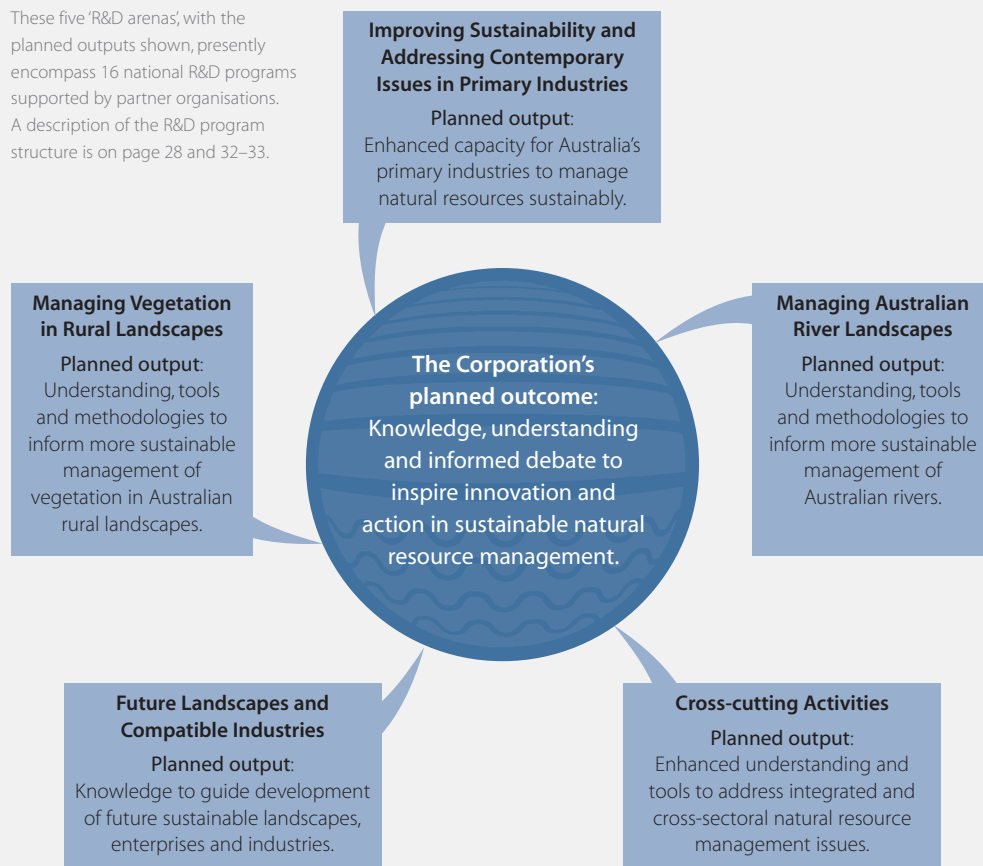 These five ‘R&D arenas’, with the
planned outputs shown, presently
encompass 16 national R&D programs
supported by partner organisations.
A description of the R&D program
structure is on page 28 and 32–33.
Improving Sustainability and
Addressing Contemporary
Issues in Primary Industries
Planned output:
Enhanced capacity for Australia’s
primary industries to manage
natural resources sustainably.
Managing Vegetation
in Rural Landscapes
Planned output:
Understanding, tools
and methodologies to
inform more sustainable
management of
vegetation in Australian
rural landscapes.
The Corporation’s
planned outcome:
Knowledge, understanding
and informed debate to
inspire innovation and
action in sustainable natural
resource management.
Managing Australian
River Landscapes
Planned output:
Understanding, tools
and methodologies to
inform more sustainable
management of
Australian rivers.
Future Landscapes and
Compatible Industries
Planned output:
Knowledge to guide development
of future sustainable landscapes,
enterprises and industries.
Cross-cutting Activities
Planned output:
Enhanced understanding and
tools to address integrated and
cross-sectoral natural resource
management issues.